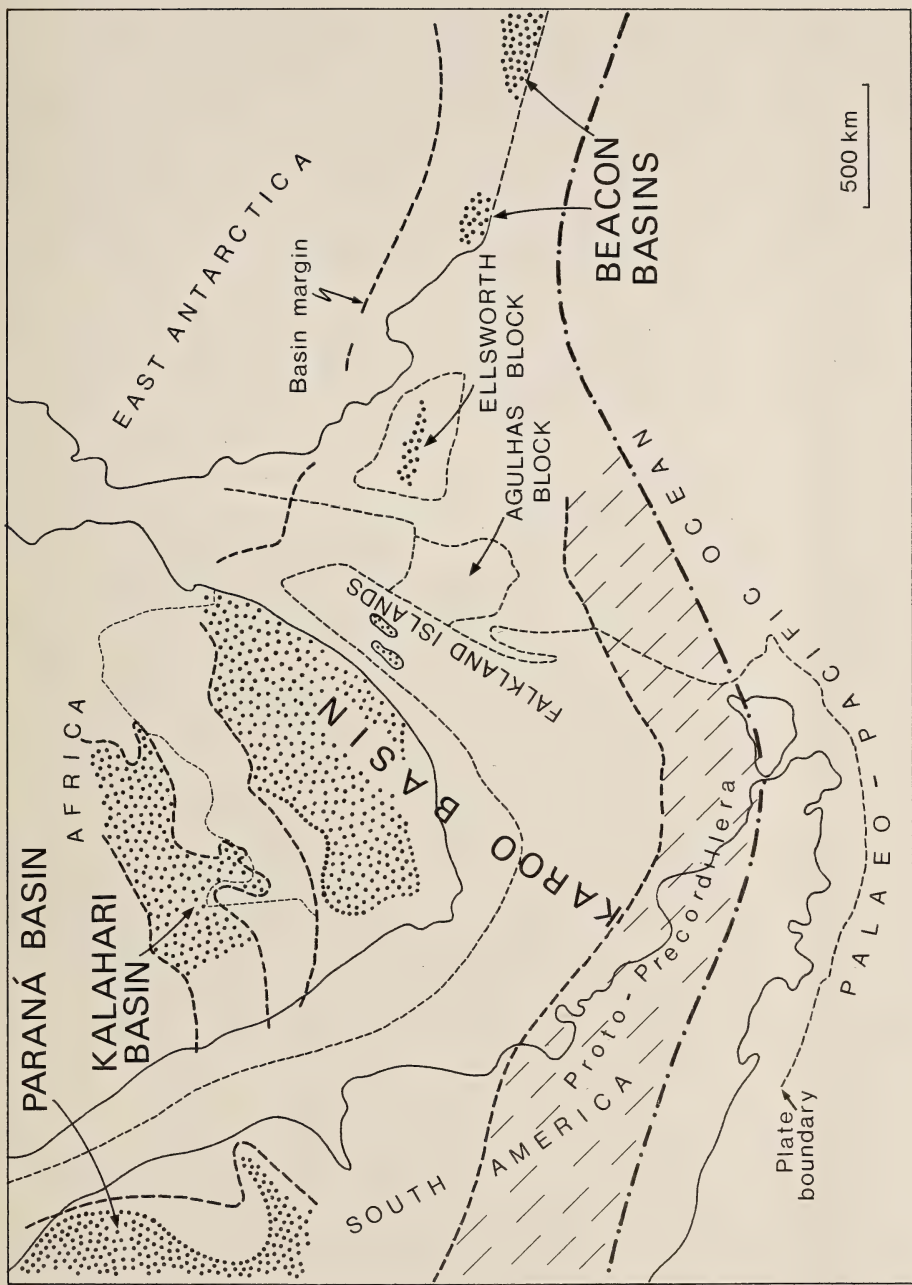 PARANÁ BASIN
KALAHARI
BASIN
AFRICA
KAROO BASIN
EAST ANTARCTICA
Basin margin
FALKLAND ISLANDS
ELLSWORTH
BLOCK
AGULHAS
BLOCK
BEACON
BASINS
SOUTH AMERICA
Proto-Precordillera
PALAEO-PACIFIC OCEAN
Plate
boundary
500 km